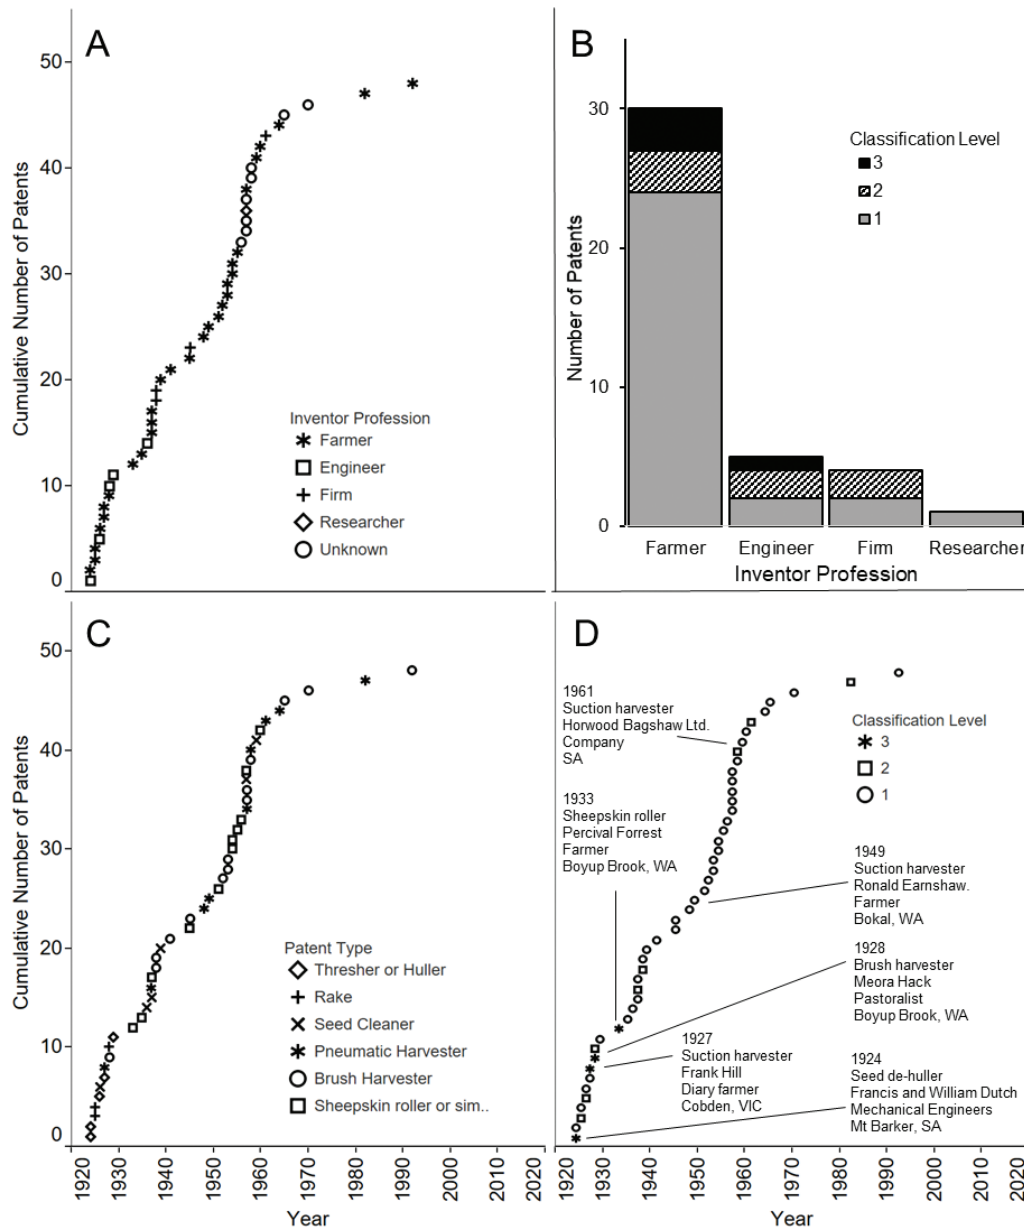 A
50
40
30
20
10
0
Cumulative Number of Patents
Inventor Profession
Farmer
Engineer
Firm
Researcher
Unknown
B
30
20
10
0
Number of Patents
Classification Level
3
2
1
Farmer Engineer Firm Researcher
Inventor Profession
C
50
40
30
20
10
0
Cumulative Number of Patents
Patent Type
Thresher or Huller
Rake
Seed Cleaner
Pneumatic Harvester
Brush Harvester
Sheepskin roller or sim..
1920 1930 1940 1950 1960 1970 1980 1990 2000 2010 2020
Year
D
1961
Suction harvester
Horwood Bagshaw Ltd.
Company
SA
1933
Sheepskin roller
Percival Forrest
Farmer
Boyup Brook, WA
Classification Level
3
2
1
1949
Suction harvester
Ronald Earnshaw.
Farmer
Bokal, WA
1928
Brush harvester
Meora Hack
Pastoralist
Boyup Brook, WA
1927
Suction harvester
Frank Hill
Diary farmer
Cobden, VIC
1924
Seed de-huller
Francis and William Dutch
Mechanical Engineers
Mt Barker, SA
1920 1930 1940 1950 1960 1970 1980 1990 2000 2010 2020
Year